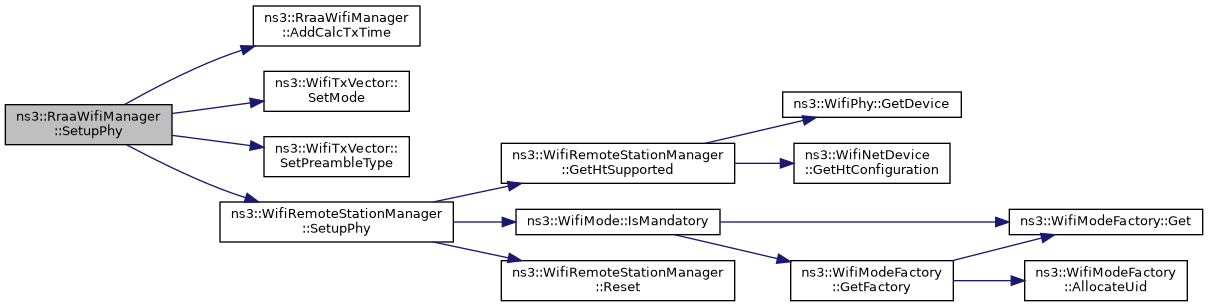 ns3::RraaWifiManager
::SetupPhy
ns3::RraaWifiManager
::AddCalcTxTime
ns3::WifiTxVector::
SetMode
ns3::WifiTxVector::
SetPreambleType
ns3::WifiRemoteStationManager
::SetupPhy
ns3::WifiRemoteStationManager
::GetHtSupported
ns3::WifiMode::IsMandatory
ns3::WifiRemoteStationManager
::Reset
ns3::WifiPhy::GetDevice
ns3::WifiNetDevice
::GetHtConfiguration
ns3::WifiModeFactory
::GetFactory
ns3::WifiModeFactory::Get
ns3::WifiModeFactory
::AllocateUid